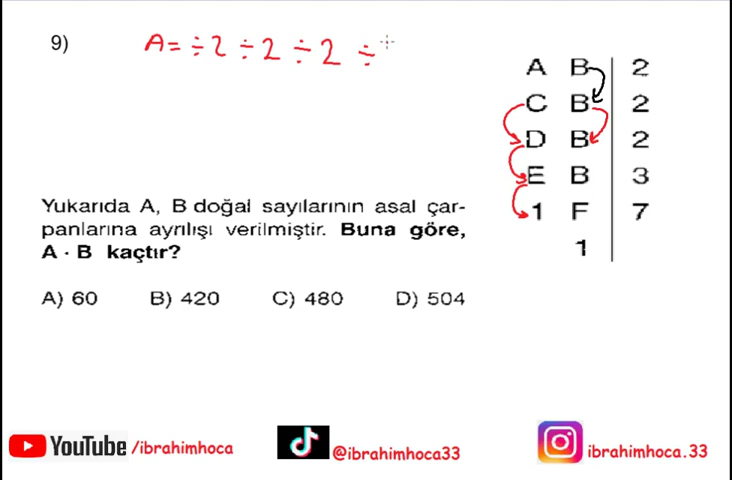 9) A = ÷ 2 ÷ 2 ÷ 2 ÷
A B 2
C B 2
D B 2
E B 3
1 F 7
1
Yukarıda A, B doğal sayılarının asal çar-
panlarına ayrılışı verilmiştir. Buna göre,
A · B kaçtır?
A) 60 B) 420 C) 480 D) 504
YouTube /ibrahimhoca
@ibrahimhoca33
ibrahimhoca.33